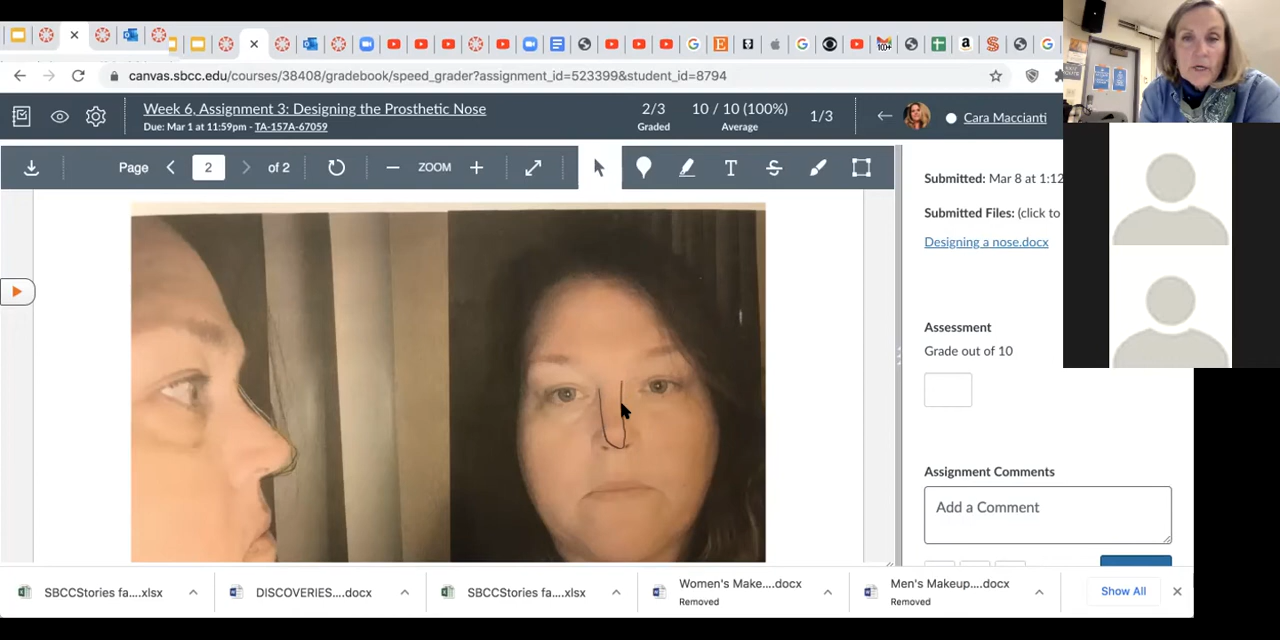 canvas.sbcc.edu/courses/38408/gradebook/speed_grader?assignment_id=523399&student_id=8794
Week 6, Assignment 3: Designing the Prosthetic Nose
Due: Mar 1 at 11:59pm - TA-157A-67059
2/3
Graded
10 / 10 (100%)
Average
1/3
Cara Maccianti
Page
2
of 2
ZOOM
Submitted: Mar 8 at 1:12
Submitted Files: (click to
Designing a nose.docx
Assessment
Grade out of 10
Assignment Comments
Add a Comment
SBCCStories fa....xlsx
DISCOVERIES....docx
SBCCStories fa....xlsx
Women's Make....docx
Removed
Men's Makeup....docx
Removed
Show All